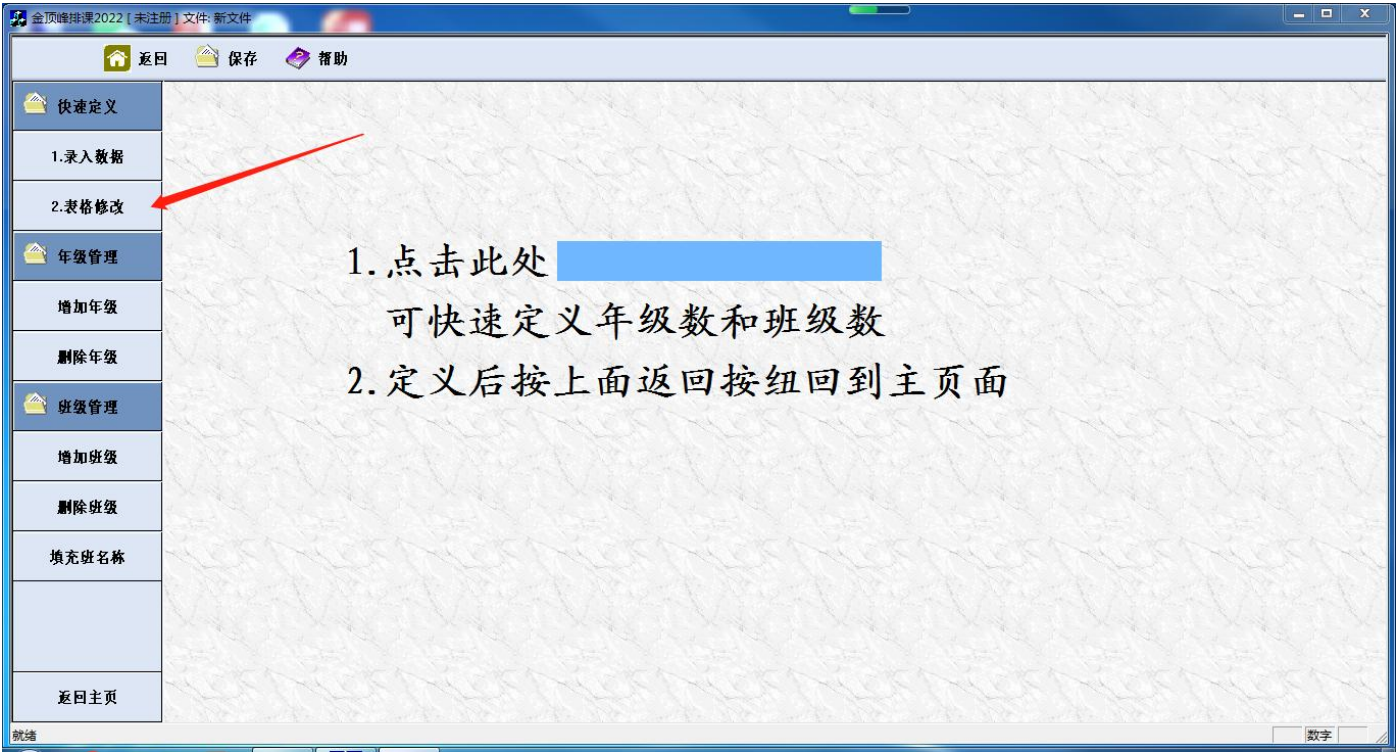 金顶峰排课2022 [ 未注册 ] 文件: 新文件
返回 保存 帮助
快速定义
1.录入数据
2.表格修改
年级管理
增加年级
删除年级
班级管理
增加班级
删除班级
填充班名称
返回主页
1.点击此处
可快速定义年级数和班级数
2.定义后按上面返回按纽回到主页面
就绪
数字